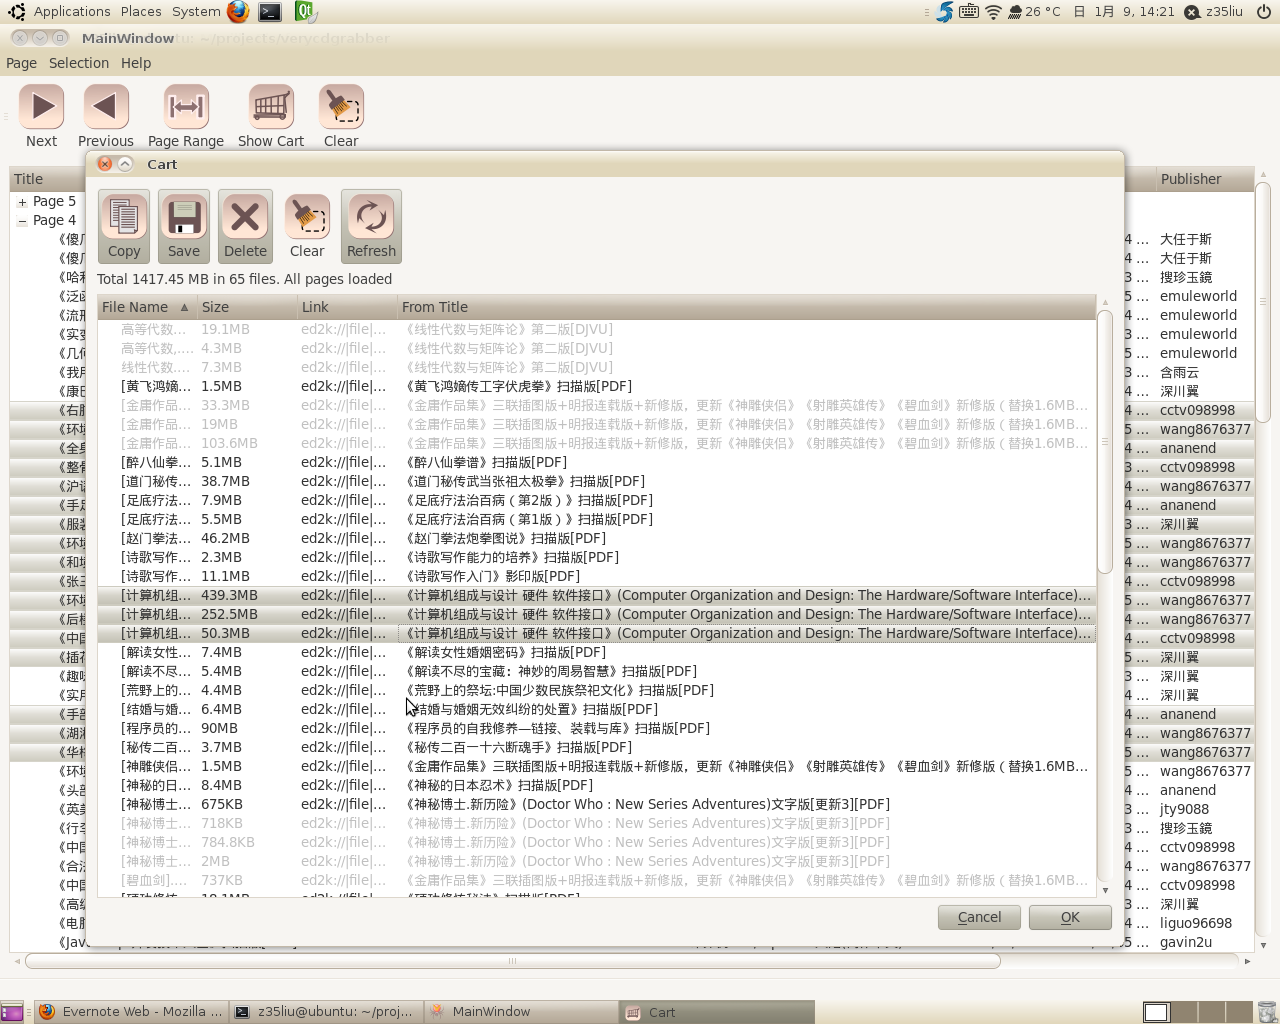 Applications Places System 26 °C 日 1月 9, 14:21 z35liu
MainWindow
Page Selection Help
Next Previous Page Range Show Cart Clear
Title Publisher
Cart
Copy Save Delete Clear Refresh
Total 1417.45 MB in 65 files. All pages loaded
File Name Size Link From Title
高等代数... 19.1MB ed2k://|file|... 《线性代数与矩阵论》第二版[DJVU]
高等代数,... 4.3MB ed2k://|file|... 《线性代数与矩阵论》第二版[DJVU]
线性代数... 7.3MB ed2k://|file|... 《线性代数与矩阵论》第二版[DJVU]
[黄飞鸿嫡... 1.5MB ed2k://|file|... 《黄飞鸿嫡传工字伏虎拳》扫描版[PDF]
[金庸作品... 33.3MB ed2k://|file|... 《金庸作品集》三联插图版+明报连载版+新修版，更新《神雕侠侣》《射雕英雄传》《碧血剑》新修版（替换1.6MB...
[金庸作品... 19MB ed2k://|file|... 《金庸作品集》三联插图版+明报连载版+新修版，更新《神雕侠侣》《射雕英雄传》《碧血剑》新修版（替换1.6MB...
[金庸作品... 103.6MB ed2k://|file|... 《金庸作品集》三联插图版+明报连载版+新修版，更新《神雕侠侣》《射雕英雄传》《碧血剑》新修版（替换1.6MB...
[醉八仙拳... 5.1MB ed2k://|file|... 《醉八仙拳谱》扫描版[PDF]
[道门秘传... 38.7MB ed2k://|file|... 《道门秘传武当张祖太极拳》扫描版[PDF]
[足底疗法... 7.9MB ed2k://|file|... 《足底疗法治百病（第2版）》扫描版[PDF]
[足底疗法... 5.5MB ed2k://|file|... 《足底疗法治百病（第1版）》扫描版[PDF]
[赵门拳法... 46.2MB ed2k://|file|... 《赵门拳法炮拳图说》扫描版[PDF]
[诗歌写作... 2.3MB ed2k://|file|... 《诗歌写作能力的培养》扫描版[PDF]
[诗歌写作... 11.1MB ed2k://|file|... 《诗歌写作入门》影印版[PDF]
[计算机组... 439.3MB ed2k://|file|... 《计算机组成与设计 硬件 软件接口》(Computer Organization and Design: The Hardware/Software Interface)...
[计算机组... 252.5MB ed2k://|file|... 《计算机组成与设计 硬件 软件接口》(Computer Organization and Design: The Hardware/Software Interface)...
[计算机组... 50.3MB ed2k://|file|... 《计算机组成与设计 硬件 软件接口》(Computer Organization and Design: The Hardware/Software Interface)...
[解读女性... 7.4MB ed2k://|file|... 《解读女性婚姻密码》扫描版[PDF]
[解读不尽... 5.4MB ed2k://|file|... 《解读不尽的宝藏：神妙的周易智慧》扫描版[PDF]
[荒野上的... 4.4MB ed2k://|file|... 《荒野上的祭坛:中国少数民族祭祀文化》扫描版[PDF]
[结婚与婚... 6.4MB ed2k://|file|... 结婚与婚姻无效纠纷的处置》扫描版[PDF]
[程序员的... 90MB ed2k://|file|... 《程序员的自我修养—链接、装载与库》扫描版[PDF]
[秘传二百... 3.7MB ed2k://|file|... 《秘传二百一十六断魂手》扫描版[PDF]
[神雕侠侣... 1.5MB ed2k://|file|... 《金庸作品集》三联插图版+明报连载版+新修版，更新《神雕侠侣》《射雕英雄传》《碧血剑》新修版（替换1.6MB...
[神秘的日... 8.4MB ed2k://|file|... 《神秘的日本忍术》扫描版[PDF]
[神秘博士... 675KB ed2k://|file|... 《神秘博士.新历险》(Doctor Who : New Series Adventures)文字版[更新3][PDF]
[神秘博士... 718KB ed2k://|file|... 《神秘博士.新历险》(Doctor Who : New Series Adventures)文字版[更新3][PDF]
[神秘博士... 784.8KB ed2k://|file|... 《神秘博士.新历险》(Doctor Who : New Series Adventures)文字版[更新3][PDF]
[神秘博士... 2MB ed2k://|file|... 《神秘博士.新历险》(Doctor Who : New Series Adventures)文字版[更新3][PDF]
[碧血剑].... 737KB ed2k://|file|... 《金庸作品集》三联插图版+明报连载版+新修版，更新《神雕侠侣》《射雕英雄传》《碧血剑》新修版（替换1.6MB...
Cancel OK
Page 5
Page 4
4 ... 大任于斯
4 ... 大任于斯
3 ... 搜珍玉鏡
5 ... emuleworld
4 ... emuleworld
4 ... emuleworld
5 ... emuleworld
3 ... 含雨云
4 ... 深川翼
4 ... cctv098998
5 ... wang8676377
4 ... ananend
3 ... cctv098998
4 ... wang8676377
4 ... ananend
3 ... 深川翼
4 ... wang8676377
4 ... wang8676377
4 ... cctv098998
4 ... wang8676377
4 ... wang8676377
4 ... cctv098998
5 ... 深川翼
3 ... 深川翼
4 ... 深川翼
4 ... ananend
4 ... wang8676377
5 ... wang8676377
4 ... wang8676377
4 ... ananend
3 ... jty9088
3 ... 搜珍玉鏡
4 ... cctv098998
4 ... wang8676377
4 ... cctv098998
3 ... 深川翼
4 ... liguo96698
5 ... gavin2u
Evernote Web - Mozilla ... z35liu@ubuntu: ~/proj... MainWindow Cart